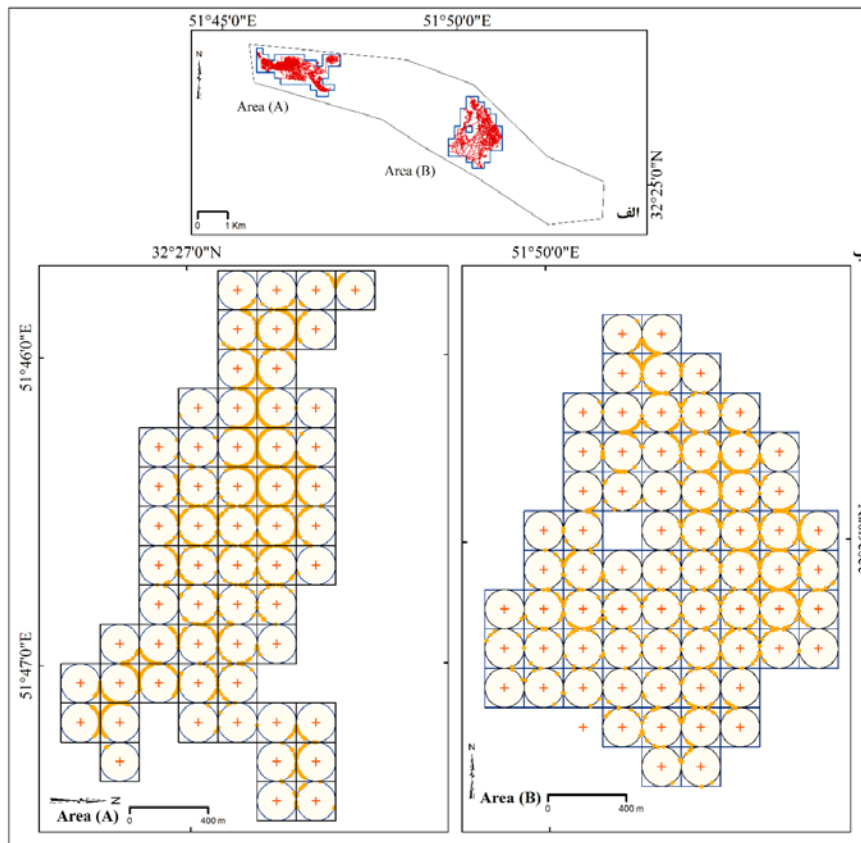 51°45'0"E 51°50'0"E
N
Area (A)
Area (B)
32°25'0"N
0 1 Km
الف
32°27'0"N 51°50'0"E
51°46'0"E
51°47'0"E
N
Area (A)
0 400 m
N
Area (B)
0 400 m